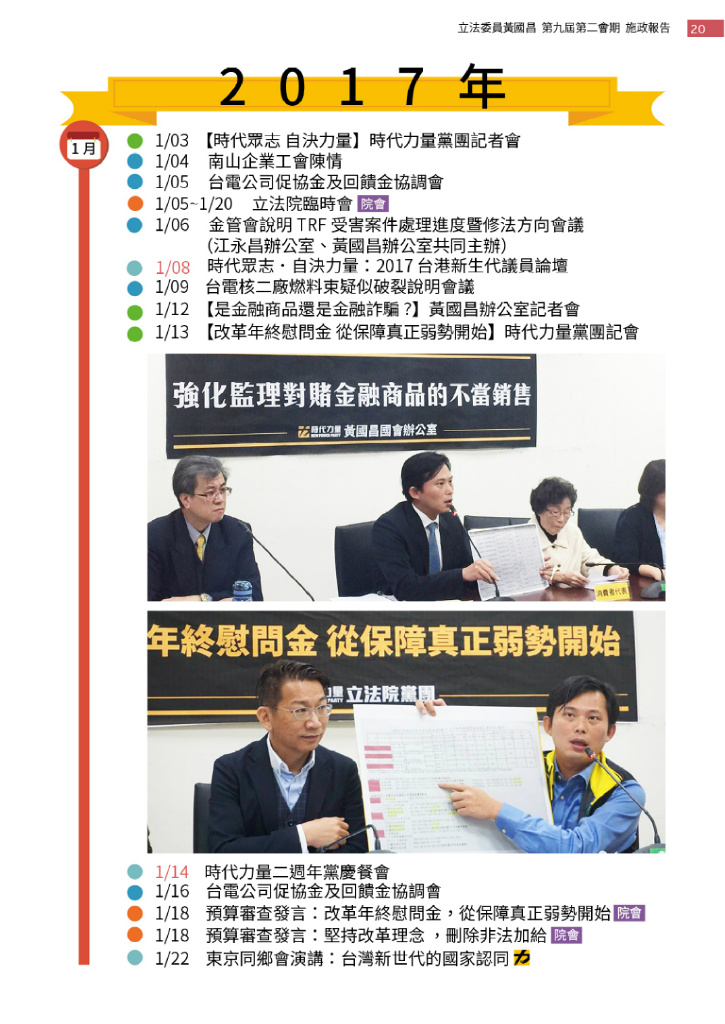 立法委員黃國昌 第九屆第二會期 施政報告 20
2017年
1月
1/03 【時代眾志 自決力量】時代力量黨團記者會
1/04 南山企業工會陳情
1/05 台電公司促協金及回饋金協調會
1/05~1/20 立法院臨時會 院會
1/06 金管會說明 TRF 受害案件處理進度暨修法方向會議
（江永昌辦公室、黃國昌辦公室共同主辦）
1/08 時代眾志・自決力量：2017 台港新生代議員論壇
1/09 台電核二廠燃料束疑似破裂說明會議
1/12 【是金融商品還是金融詐騙？】黃國昌辦公室記者會
1/13 【改革年終慰問金 從保障真正弱勢開始】時代力量黨團記會
強化監理對賭金融商品的不當銷售
時代力量 NEW POWER PARTY 黃國昌國會辦公室
消費者代表
年終慰問金 從保障真正弱勢開始
力量 PARTY 立法院黨團
1/14 時代力量二週年黨慶餐會
1/16 台電公司促協金及回饋金協調會
1/18 預算審查發言：改革年終慰問金，從保障真正弱勢開始 院會
1/18 預算審查發言：堅持改革理念，刪除非法加給 院會
1/22 東京同鄉會演講：台灣新世代的國家認同